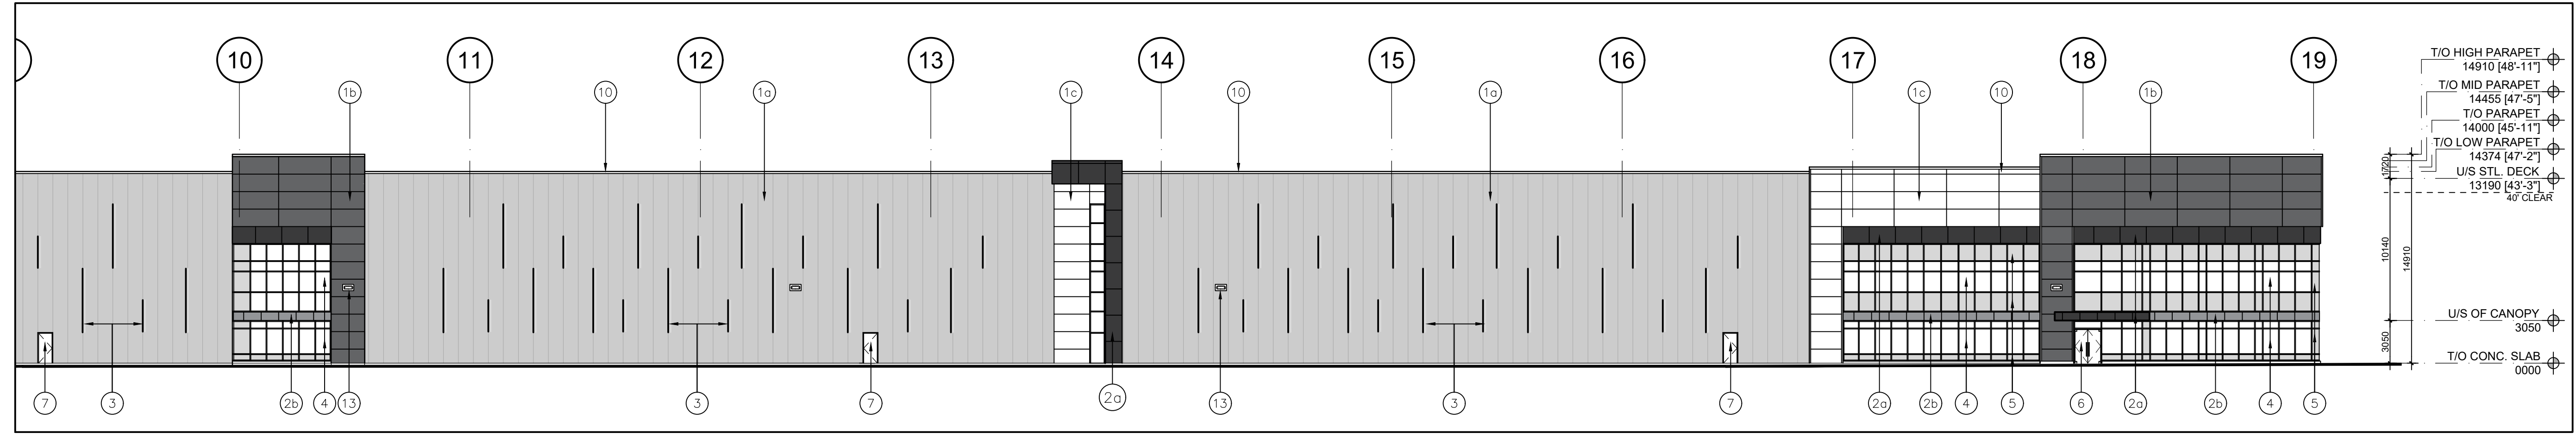 10 11 12 13 14 15 16 17 18 19
1b 10 1a 1c 10 1a 1c 10 1b
T/O HIGH PARAPET
14910 [48'-11"]
T/O MID PARAPET
14455 [47'-5"]
T/O PARAPET
14000 [45'-11"]
T/O LOW PARAPET
14374 [47'-2"]
U/S STL. DECK
13190 [43'-3"]
40' CLEAR
1720
10140
14910
3050
U/S OF CANOPY
3050
T/O CONC. SLAB
0000
7 3 2b 4 13 3 7 2a 13 3 7 2a 2b 4 5 6 2a 2b 4 5